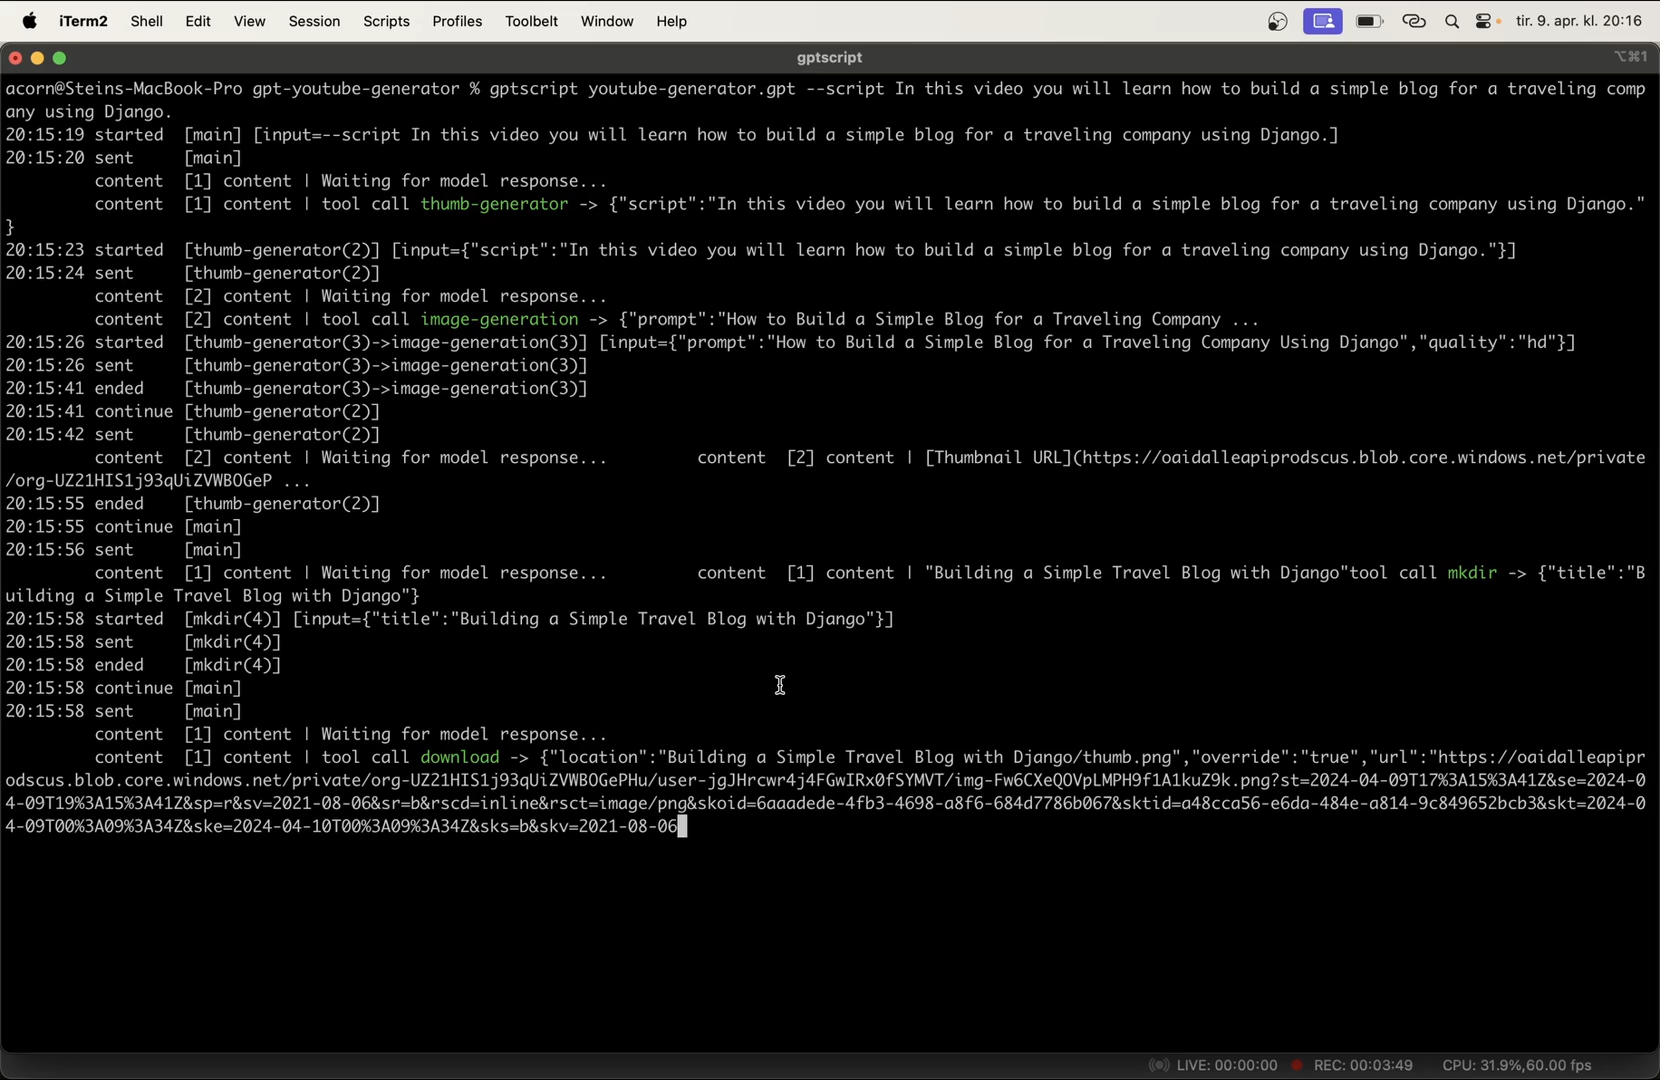 iTerm2 Shell Edit View Session Scripts Profiles Toolbelt Window Help tir. 9. apr. kl. 20:16
gptscript ⌥⌘1
acorn@Steins-MacBook-Pro gpt-youtube-generator % gptscript youtube-generator.gpt --script In this video you will learn how to build a simple blog for a traveling comp
any using Django.
20:15:19 started  [main] [input=--script In this video you will learn how to build a simple blog for a traveling company using Django.]
20:15:20 sent     [main]
         content  [1] content | Waiting for model response...
         content  [1] content | tool call thumb-generator -> {"script":"In this video you will learn how to build a simple blog for a traveling company using Django."
}
20:15:23 started  [thumb-generator(2)] [input={"script":"In this video you will learn how to build a simple blog for a traveling company using Django."}]
20:15:24 sent     [thumb-generator(2)]
         content  [2] content | Waiting for model response...
         content  [2] content | tool call image-generation -> {"prompt":"How to Build a Simple Blog for a Traveling Company ...
20:15:26 started  [thumb-generator(3)->image-generation(3)] [input={"prompt":"How to Build a Simple Blog for a Traveling Company Using Django","quality":"hd"}]
20:15:26 sent     [thumb-generator(3)->image-generation(3)]
20:15:41 ended    [thumb-generator(3)->image-generation(3)]
20:15:41 continue [thumb-generator(2)]
20:15:42 sent     [thumb-generator(2)]
         content  [2] content | Waiting for model response...         content  [2] content | [Thumbnail URL](https://oaidalleapiprodscus.blob.core.windows.net/private
/org-UZ21HIS1j93qUiZVWBOGeP ...
20:15:55 ended    [thumb-generator(2)]
20:15:55 continue [main]
20:15:56 sent     [main]
         content  [1] content | Waiting for model response...         content  [1] content | "Building a Simple Travel Blog with Django"tool call mkdir -> {"title":"B
uilding a Simple Travel Blog with Django"}
20:15:58 started  [mkdir(4)] [input={"title":"Building a Simple Travel Blog with Django"}]
20:15:58 sent     [mkdir(4)]
20:15:58 ended    [mkdir(4)]
20:15:58 continue [main]
20:15:58 sent     [main]
         content  [1] content | Waiting for model response...
         content  [1] content | tool call download -> {"location":"Building a Simple Travel Blog with Django/thumb.png","override":"true","url":"https://oaidalleapipr
odscus.blob.core.windows.net/private/org-UZ21HIS1j93qUiZVWBOGePHu/user-jgJHrcwr4j4FGwIRx0fSYMVT/img-Fw6CXeQOVpLMPH9f1A1kuZ9k.png?st=2024-04-09T17%3A15%3A41Z&se=2024-0
4-09T19%3A15%3A41Z&sp=r&sv=2021-08-06&sr=b&rscd=inline&rsct=image/png&skoid=6aaadede-4fb3-4698-a8f6-684d7786b067&sktid=a48cca56-e6da-484e-a814-9c849652bcb3&skt=2024-0
4-09T00%3A09%3A34Z&ske=2024-04-10T00%3A09%3A34Z&sks=b&skv=2021-08-06
LIVE: 00:00:00 REC: 00:03:49 CPU: 31.9%,60.00 fps